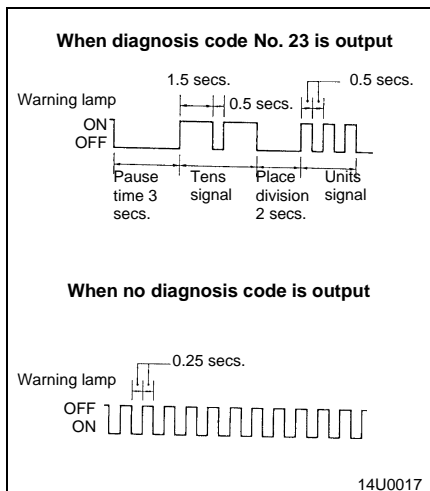 When diagnosis code No. 23 is output
1.5 secs.
0.5 secs.
0.5 secs.
Warning lamp
ON
OFF
Pause
time 3
secs.
Tens
signal
Place
division
2 secs.
Units
signal
When no diagnosis code is output
0.25 secs.
Warning lamp
OFF
ON
14U0017